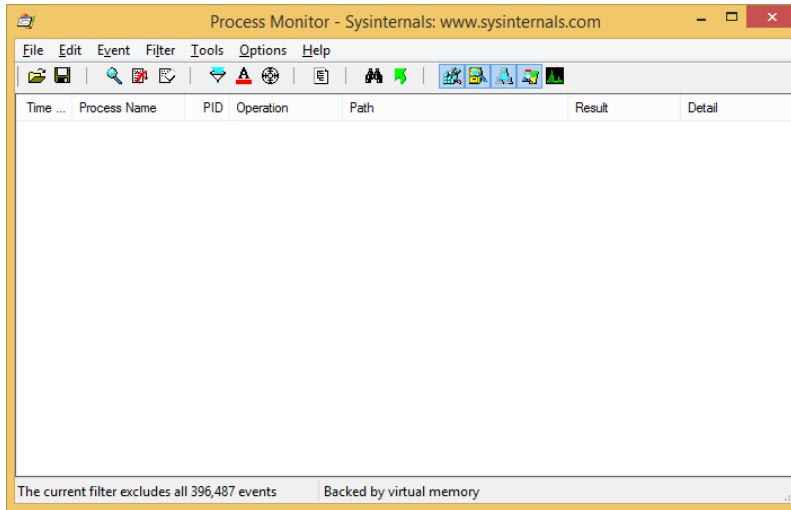 Process Monitor - Sysinternals: www.sysinternals.com
File Edit Event Filter Tools Options Help
Time ... Process Name PID Operation Path Result Detail
The current filter excludes all 396,487 events Backed by virtual memory